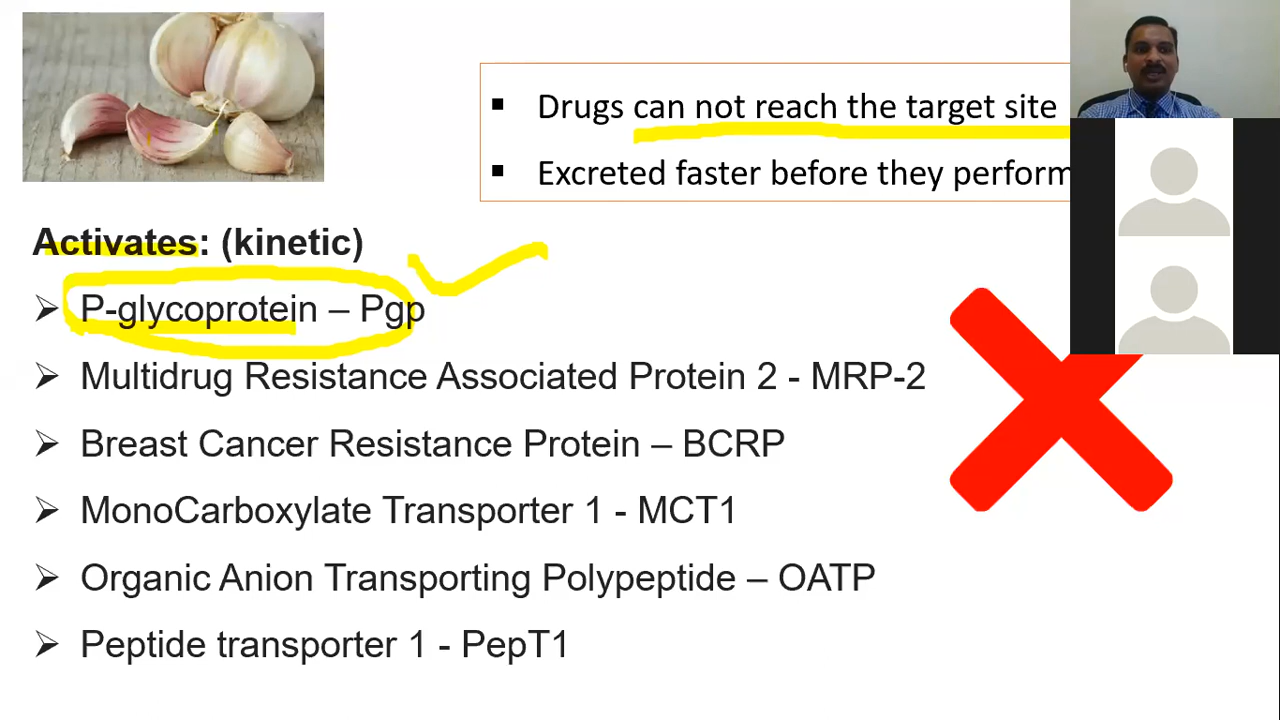 ▪ Drugs can not reach the target site
▪ Excreted faster before they perform
Activates: (kinetic)
➢ P-glycoprotein – Pgp
➢ Multidrug Resistance Associated Protein 2 - MRP-2
➢ Breast Cancer Resistance Protein – BCRP
➢ MonoCarboxylate Transporter 1 - MCT1
➢ Organic Anion Transporting Polypeptide – OATP
➢ Peptide transporter 1 - PepT1